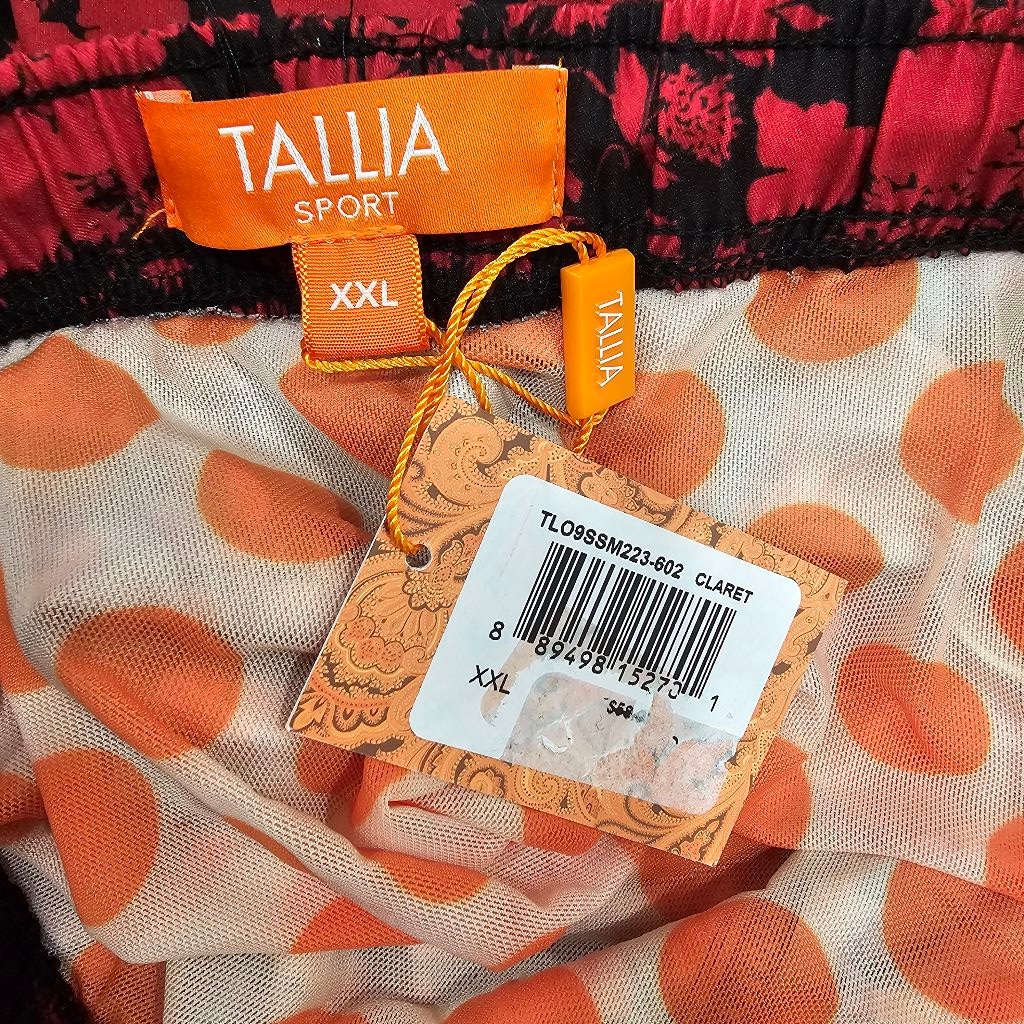 TALLIA
SPORT
XXL
TALLIA
TLO9SSM223-602 CLARET
8 89498 15270 1
XXL